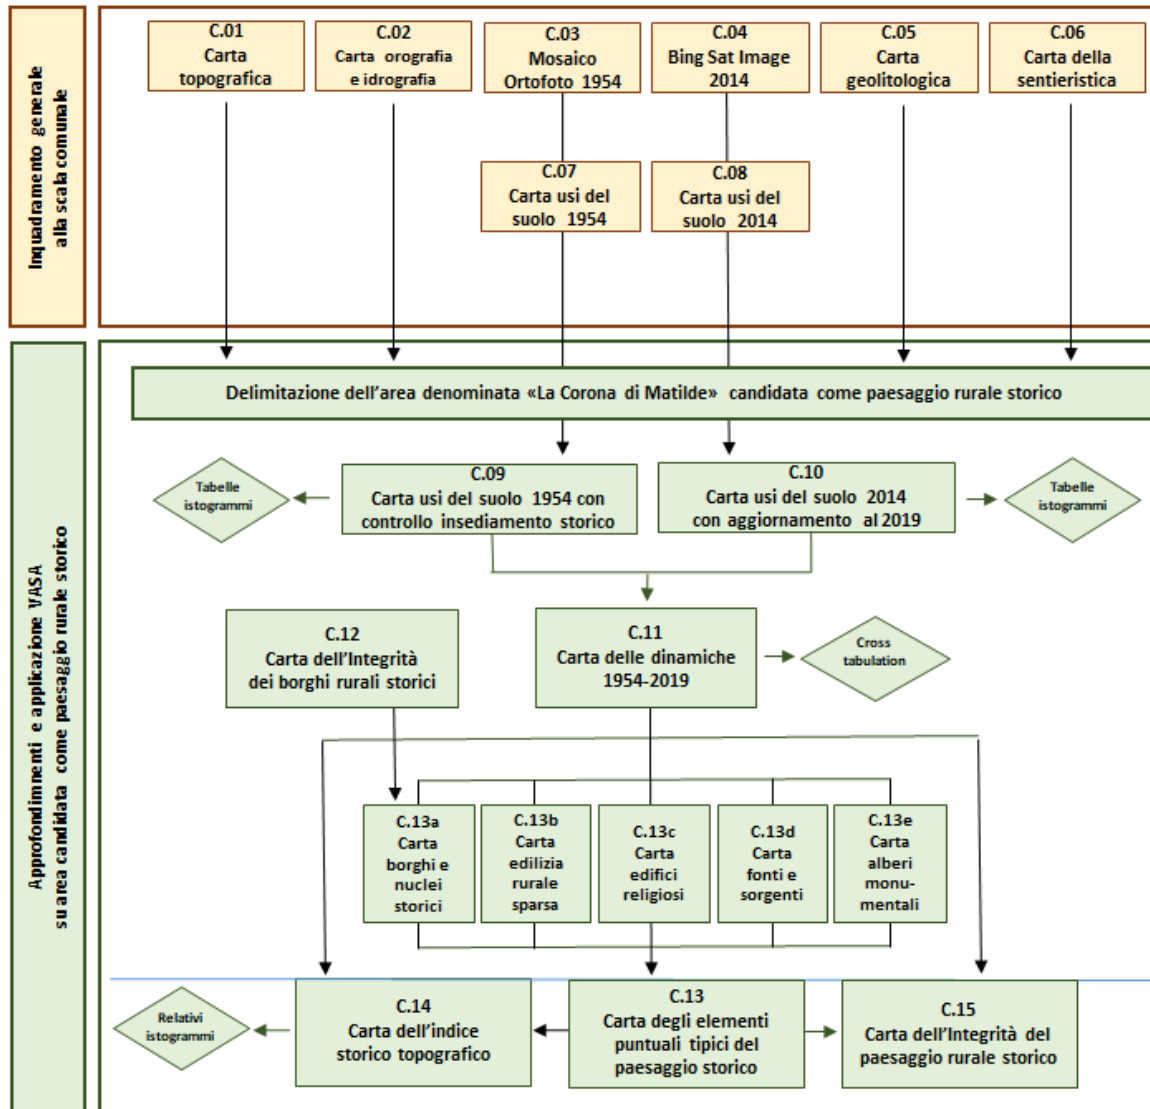 Inquadramento generale
alla scala comunale
C.01
Carta
topografica
C.02
Carta orografia
e idrografia
C.03
Mosaico
Ortofoto 1954
C.04
Bing Sat Image
2014
C.05
Carta
geolitologica
C.06
Carta della
sentieristica
C.07
Carta usi del
suolo 1954
C.08
Carta usi del
suolo 2014
Approfondimenti e applicazione VASA
su area candidata come paesaggio rurale storico
Delimitazione dell'area denominata «La Corona di Matilde» candidata come paesaggio rurale storico
Tabelle
istogrammi
C.09
Carta usi del suolo 1954 con
controllo insediamento storico
C.10
Carta usi del suolo 2014
con aggiornamento al 2019
Tabelle
istogrammi
C.12
Carta dell'Integrità
dei borghi rurali storici
C.11
Carta delle dinamiche
1954-2019
Cross
tabulation
C.13a
Carta
borghi e
nuclei
storici
C.13b
Carta
edilizia
rurale
sparsa
C.13c
Carta
edifici
religiosi
C.13d
Carta
fonti e
sorgenti
C.13e
Carta
alberi
monu-
mentali
Relativi
istogrammi
C.14
Carta dell'indice
storico topografico
C.13
Carta degli elementi
puntuali tipici del
paesaggio storico
C.15
Carta dell'Integrità del
paesaggio rurale storico